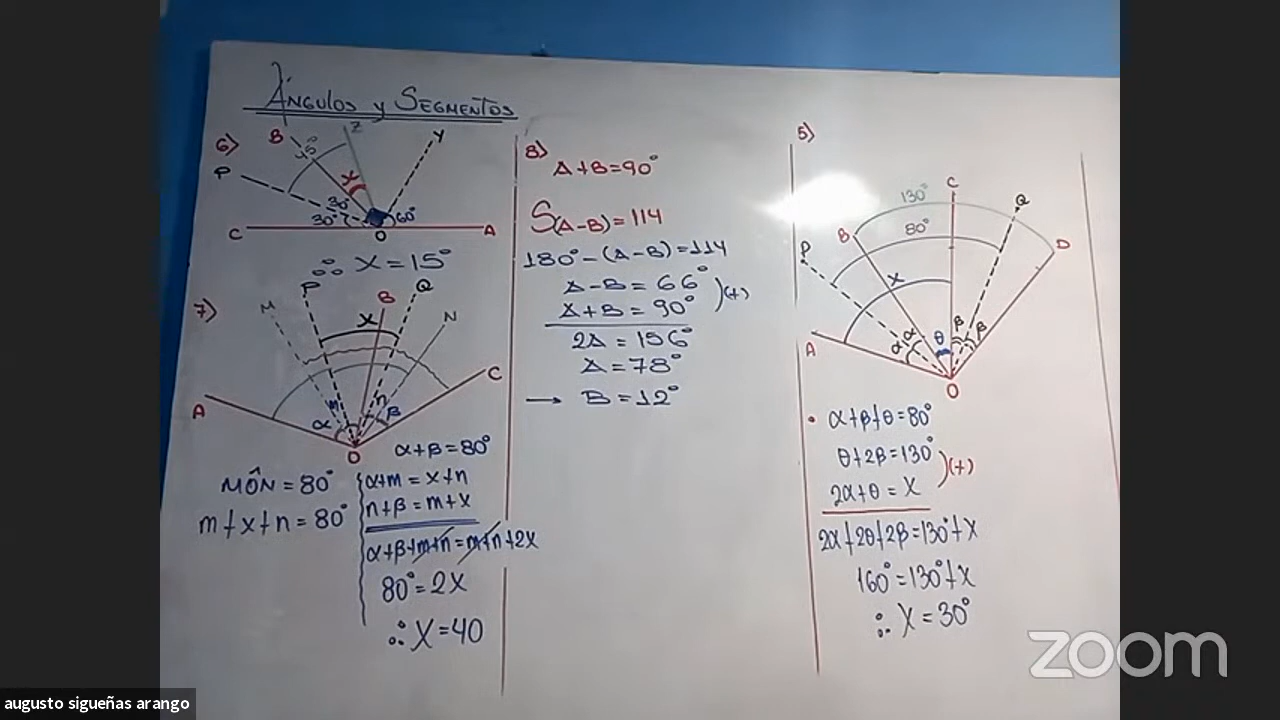 Ángulos y Segmentos
6)
B
Z
Y
P
45°
X
30°
30°
60°
C
O
A
∴ X = 15°
7)
M
P
B
Q
N
X
A
C
m
n
α
β
O
α+β=80°
MÔN = 80°
m+x+n = 80°
α+m = x+n
n+β = m+x
α+β+m+n = m+n+2x
80° = 2X
∴ X = 40
8)
A+B = 90°
S(A-B) = 114
180° - (A-B) = 114
A-B = 66°
A+B = 90°
)(+)
2A = 156°
A = 78°
→ B = 12°
5)
C
130°
Q
80°
B
D
P
X
A
α
α
θ
β
β
O
• α+β+θ = 80°
θ+2β = 130°
)(+)
2α+θ = X
2α+2θ+2β = 130°+X
160° = 130°+X
∴ X = 30°
zoom
augusto sigueñas arango